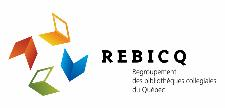 REBICQ
Regroupement
des bibliothèques collégiales
du Québec